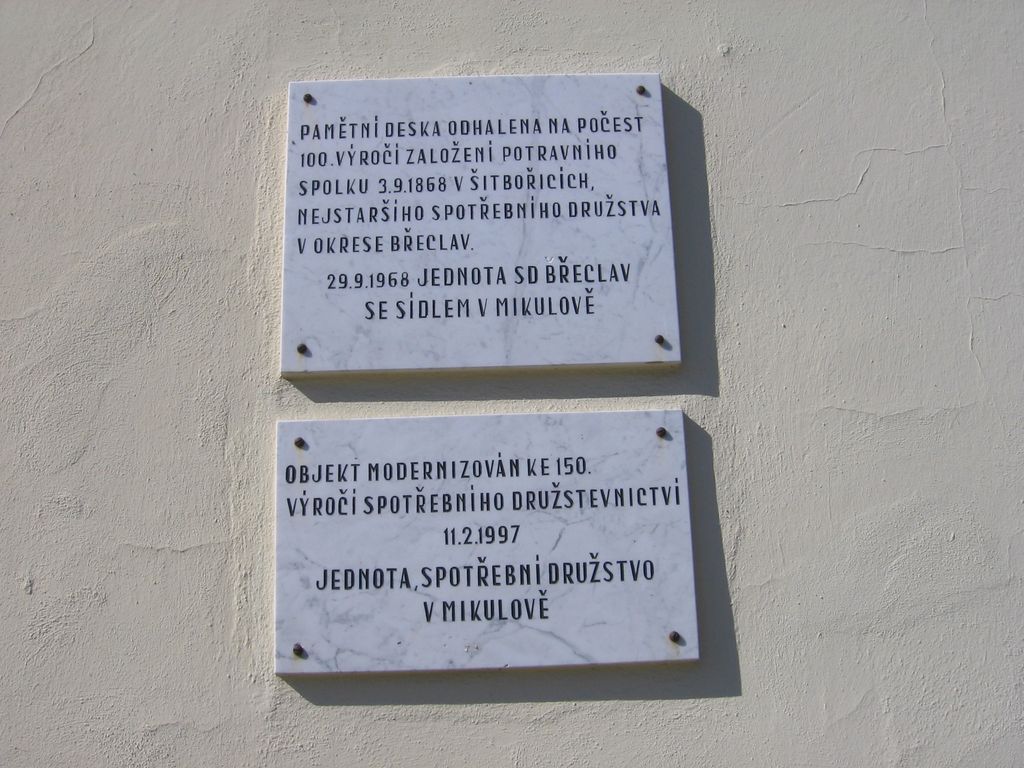 PAMĚTNÍ DESKA ODHALENA NA POČEST
100. VÝROČÍ ZALOŽENÍ POTRAVNÍHO
SPOLKU 3.9.1868 V ŠITBOŘICÍCH,
NEJSTARŠÍHO SPOTŘEBNÍHO DRUŽSTVA
V OKRESE BŘECLAV.
29.9.1968 JEDNOTA SD BŘECLAV
SE SÍDLEM V MIKULOVĚ
OBJEKT MODERNIZOVÁN KE 150.
VÝROČÍ SPOTŘEBNÍHO DRUŽSTEVNICTVÍ
11.2.1997
JEDNOTA, SPOTŘEBNÍ DRUŽSTVO
V MIKULOVĚ